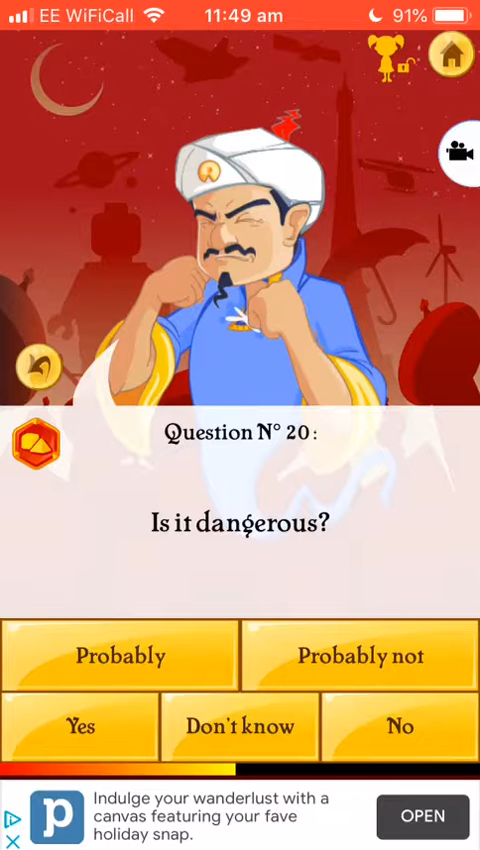 EE WiFiCall 11:49 am 91%
Question N° 20:
Is it dangerous?
Probably Probably not
Yes Don't know No
p
Indulge your wanderlust with a
canvas featuring your fave
holiday snap.
OPEN